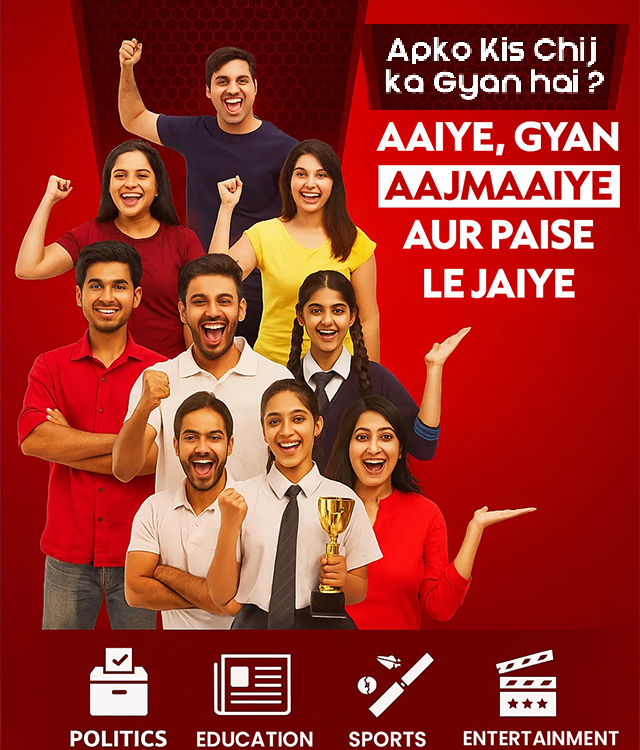 Apko Kis Chij
ka Gyan hai ?
AAIYE, GYAN
AAJMAAIYE
AUR PAISE
LE JAIYE
POLITICS
EDUCATION
SPORTS
ENTERTAINMENT